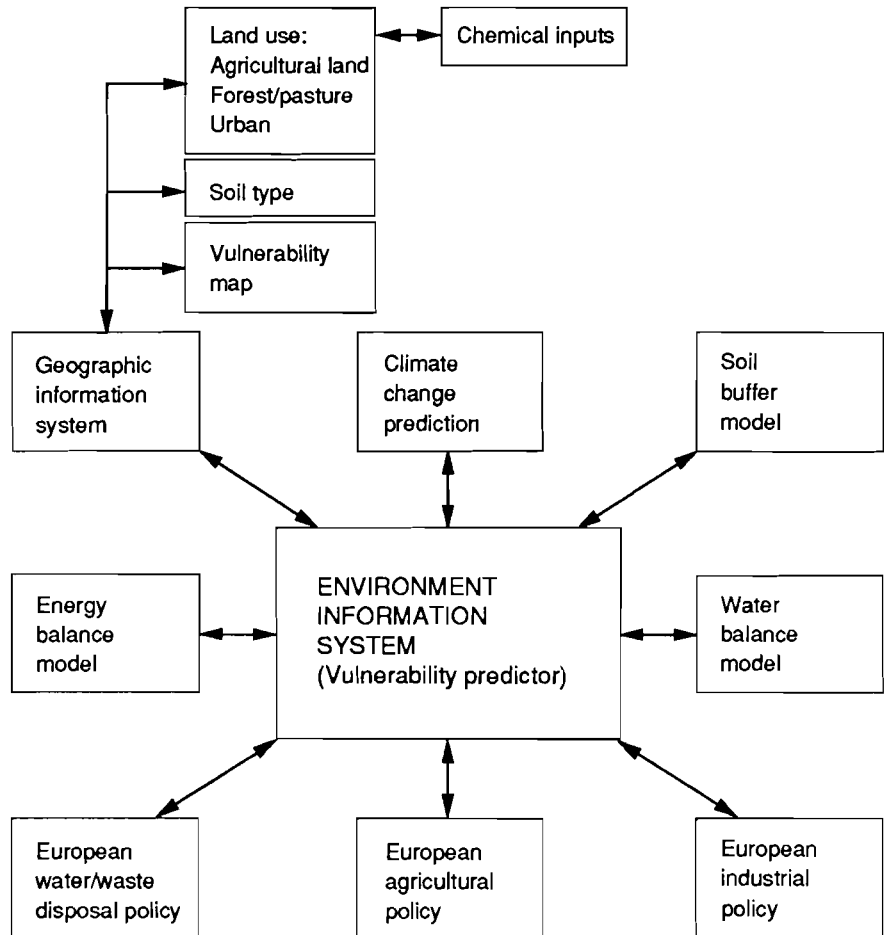 Land use:
Agricultural land
Forest/pasture
Urban
Chemical inputs
Soil type
Vulnerability
map
Geographic
information
system
Climate
change
prediction
Soil
buffer
model
Energy
balance
model
ENVIRONMENT
INFORMATION
SYSTEM
(Vulnerability predictor)
Water
balance
model
European
water/waste
disposal policy
European
agricultural
policy
European
industrial
policy